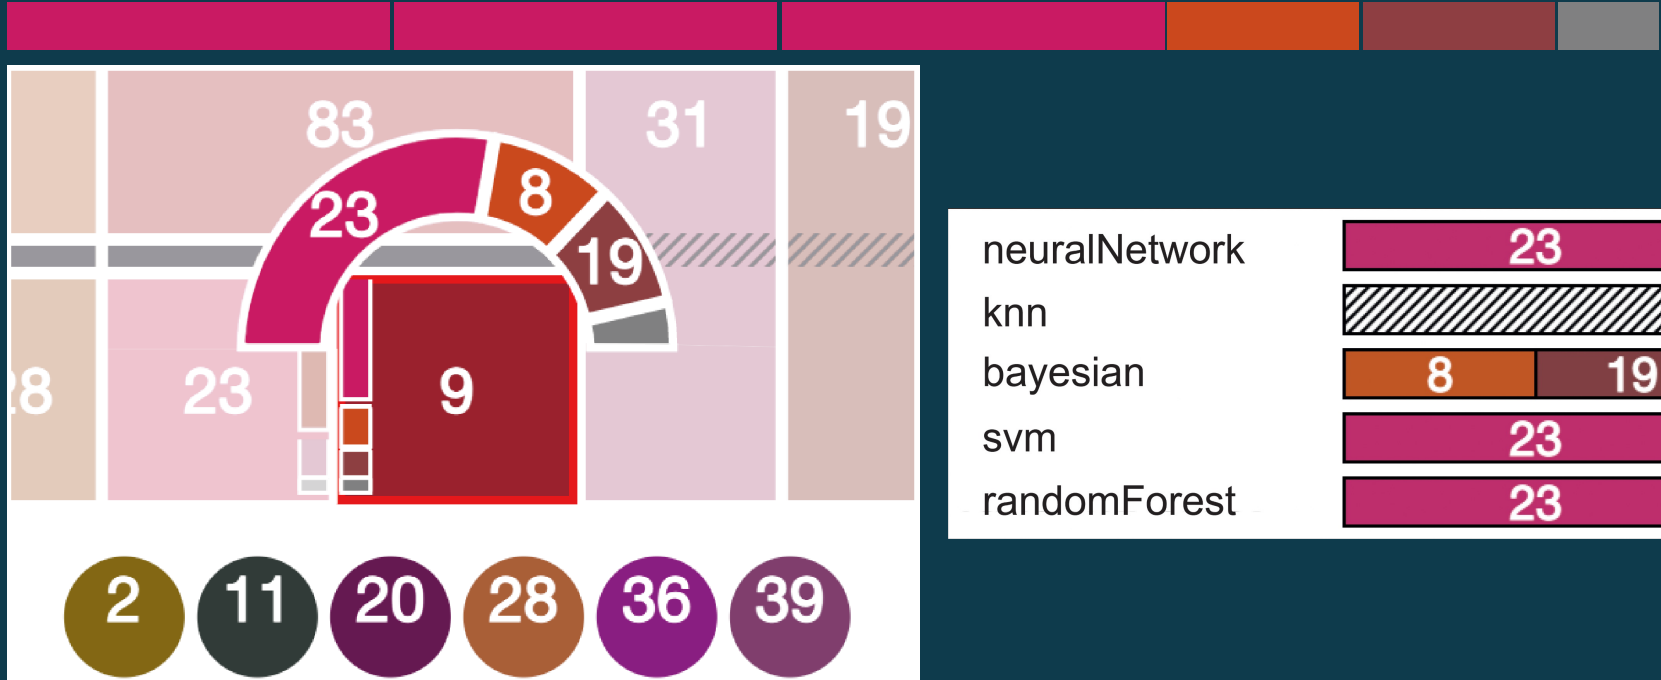 83 31 19
23 8 19
28 23 9
2 11 20 28 36 39
neuralNetwork 23
knn
bayesian 8 19
svm 23
randomForest 23